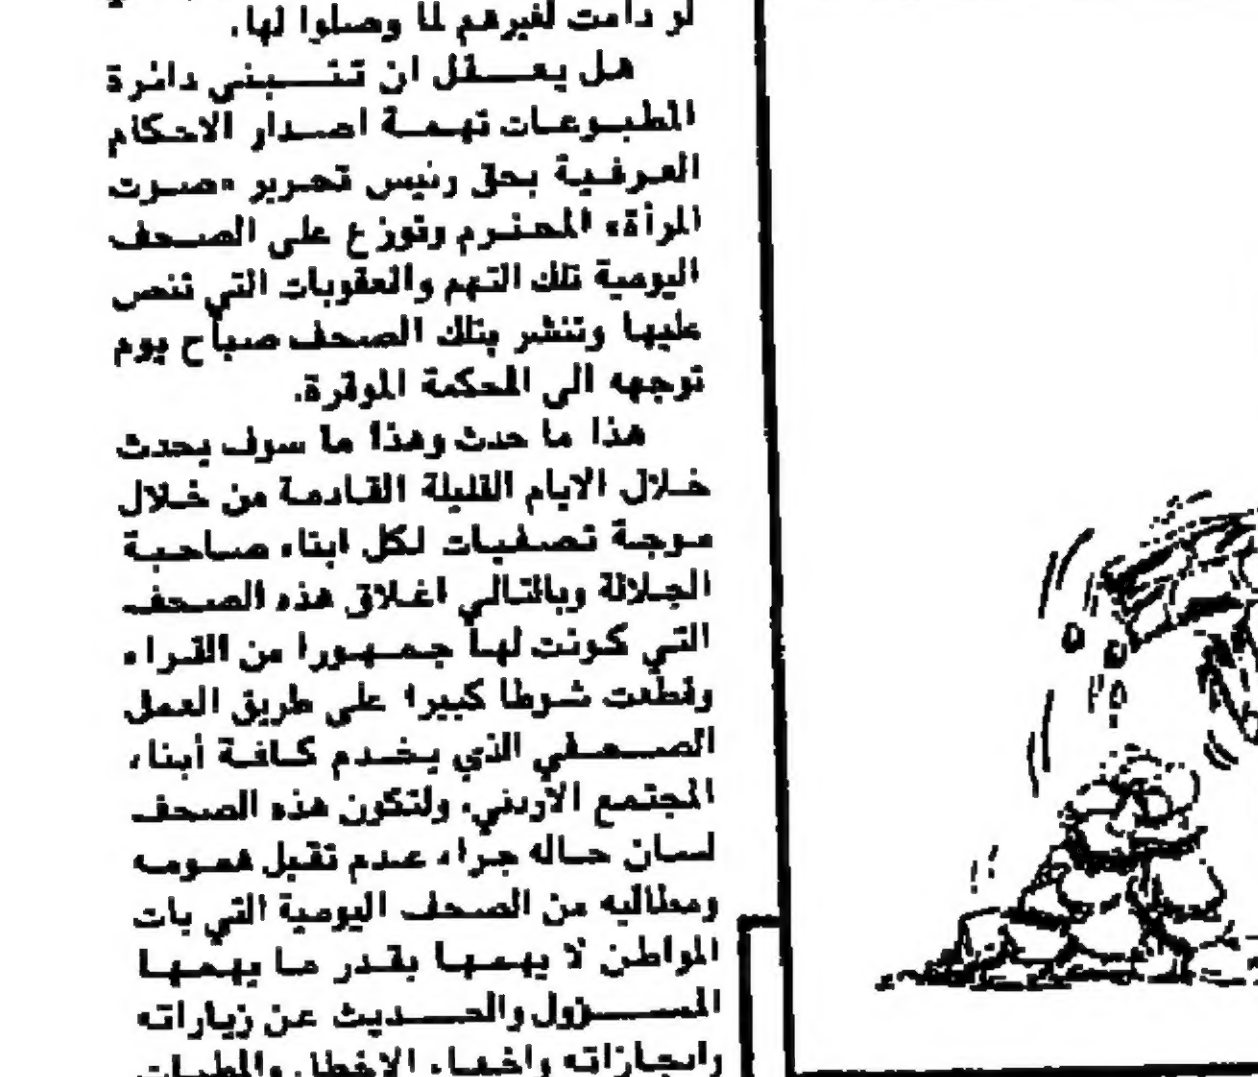 لو دامت لغيرهم لما وصلوا لها.
هل يعقل ان تتبنى دائرة
المطبوعات تهمة اصدار الاحكام
العرفية بحق رئيس تحرير «صوت
المرأة» المحترم وتوزع على الصحف
اليومية تلك التهم والعقوبات التي تنص
عليها وتنشر بتلك الصحف صباح يوم
توجهه الى المحكمة الموقرة.
هذا ما حدث وهذا ما سوف يحدث
خلال الايام القليلة القادمة من خلال
موجة تصفيات لكل ابناء صاحبة
الجلالة وبالتالي اغلاق هذه الصحف
التي كونت لها جمهورا من القراء
وقطعت شوطا كبيرا على طريق العمل
الصحفي الذي يخدم كافة أبناء
المجتمع الاردني، ولتكون هذه الصحف
لسان حاله جراء عدم تقبل همومه
ومطالبه من الصحف اليومية التي بات
المواطن لا يهمها بقدر ما يهمها
المسؤول والحديث عن زياراته
وانجازاته واخفاء الاخطاء والمطبات